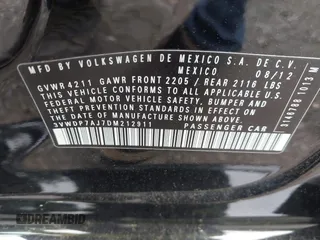 MFD BY VOLKSWAGEN DE MEXICO S.A. DE C.V.
MEXICO 08/12
GVWR 4211 GAWR FRONT 2205 / REAR 2116 LBS
THIS VEHICLE CONFORMS TO ALL APPLICABLE U.S.
FEDERAL MOTOR VEHICLE SAFETY, BUMPER AND
THEFT PREVENTION STANDARDS IN EFFECT ON THE
DATE OF MANUFACTURE SHOWN ABOVE.
3VWDP7AJ7DM212911
PASSENGER CAR
DREAMBID